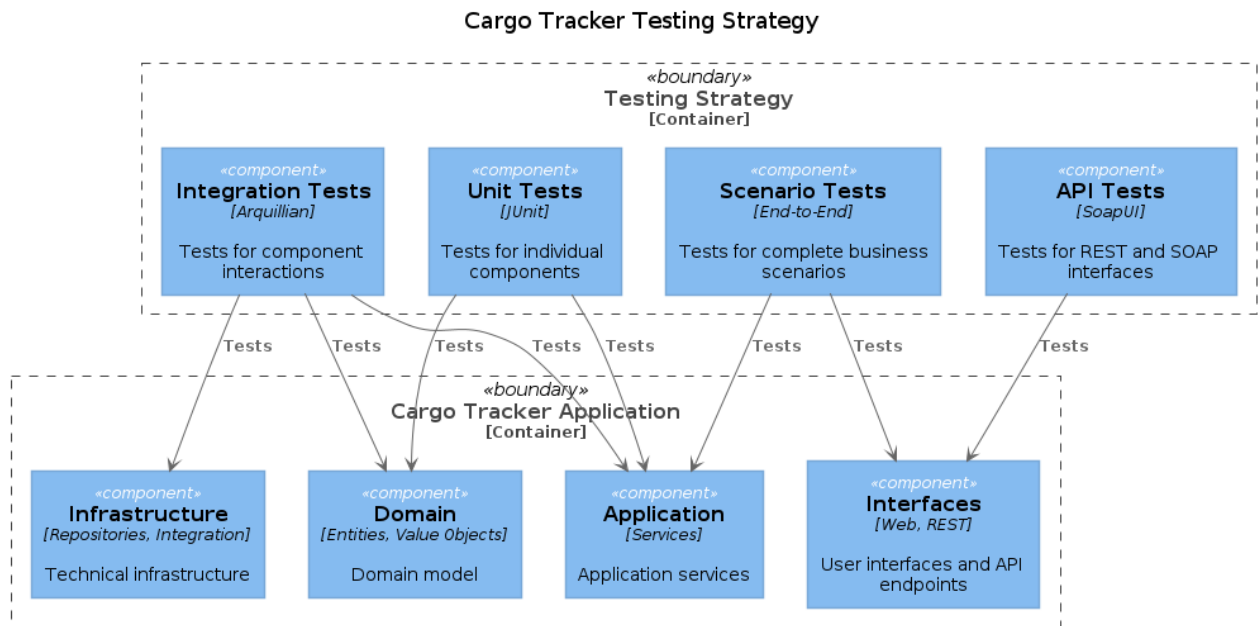 Cargo Tracker Testing Strategy
«boundary»
Testing Strategy
[Container]
«component»
Integration Tests
[Arquillian]
Tests for component
interactions
«component»
Unit Tests
[JUnit]
Tests for individual
components
«component»
Scenario Tests
[End-to-End]
Tests for complete business
scenarios
«component»
API Tests
[SoapUI]
Tests for REST and SOAP
interfaces
Tests
Tests
Tests
Tests
Tests
Tests
Tests
Tests
«boundary»
Cargo Tracker Application
[Container]
«component»
Infrastructure
[Repositories, Integration]
Technical infrastructure
«component»
Domain
[Entities, Value Objects]
Domain model
«component»
Application
[Services]
Application services
«component»
Interfaces
[Web, REST]
User interfaces and API
endpoints